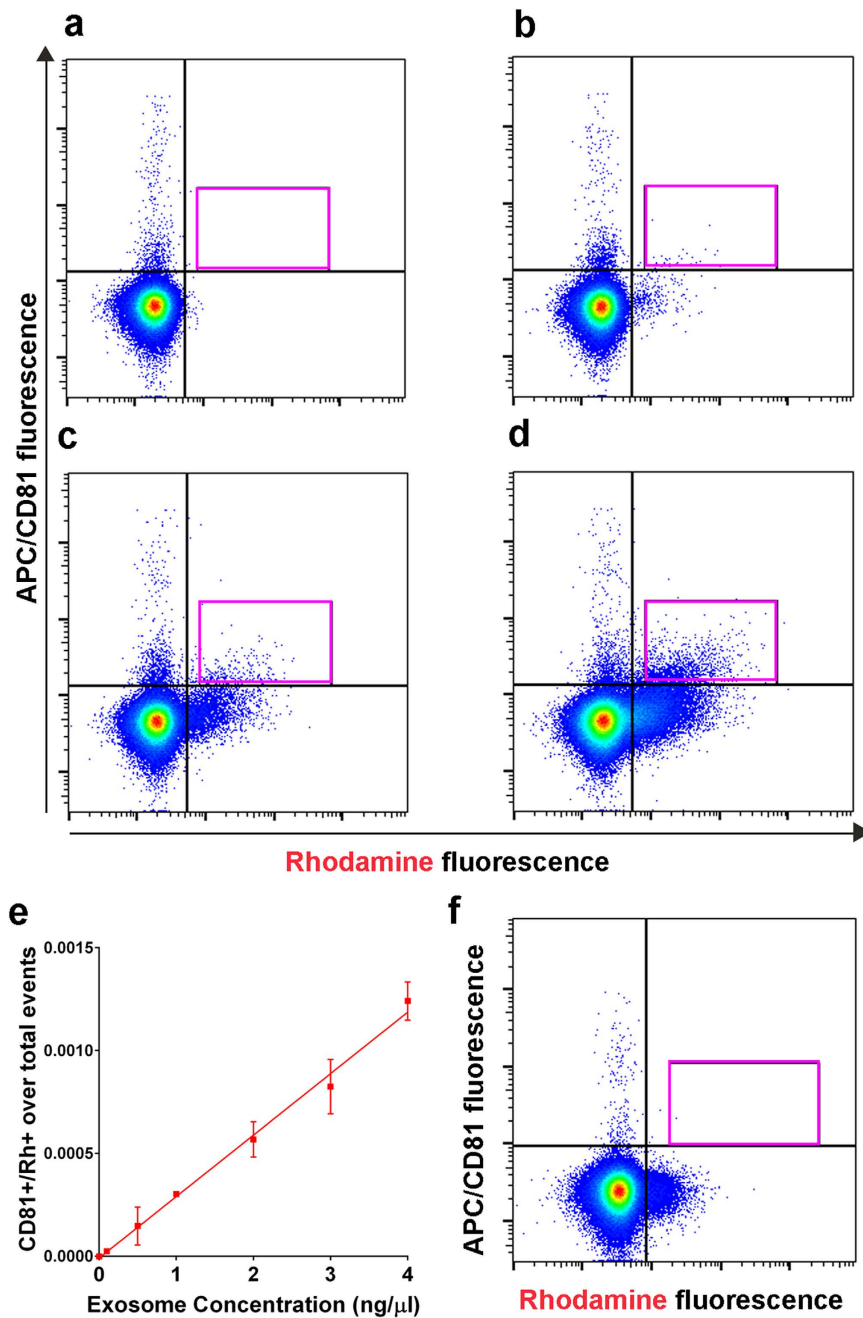 a
b
APC/CD81 fluorescence
c
d
Rhodamine fluorescence
e
CD81+/Rh+ over total events
0.0015
0.0010
0.0005
0.0000
0 1 2 3 4
Exosome Concentration (ng/μl)
f
APC/CD81 fluorescence
Rhodamine fluorescence